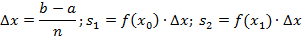 Δx = (b − a)/n ; s₁ = f(x₀) · Δx; s₂ = f(x₁) · Δx